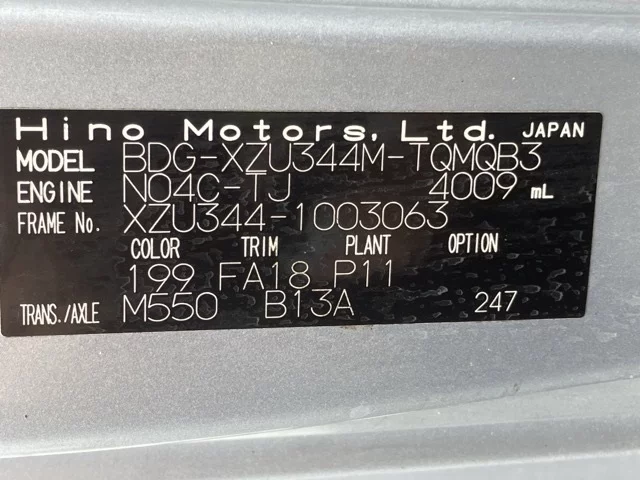 Hino Motors, Ltd. JAPAN
MODEL BDG-XZU344M-TQMQB3
ENGINE N04C-TJ 4009 mL
FRAME No. XZU344-1003063
COLOR TRIM PLANT OPTION
199 FA18 P11
TRANS./AXLE M550 B13A 247